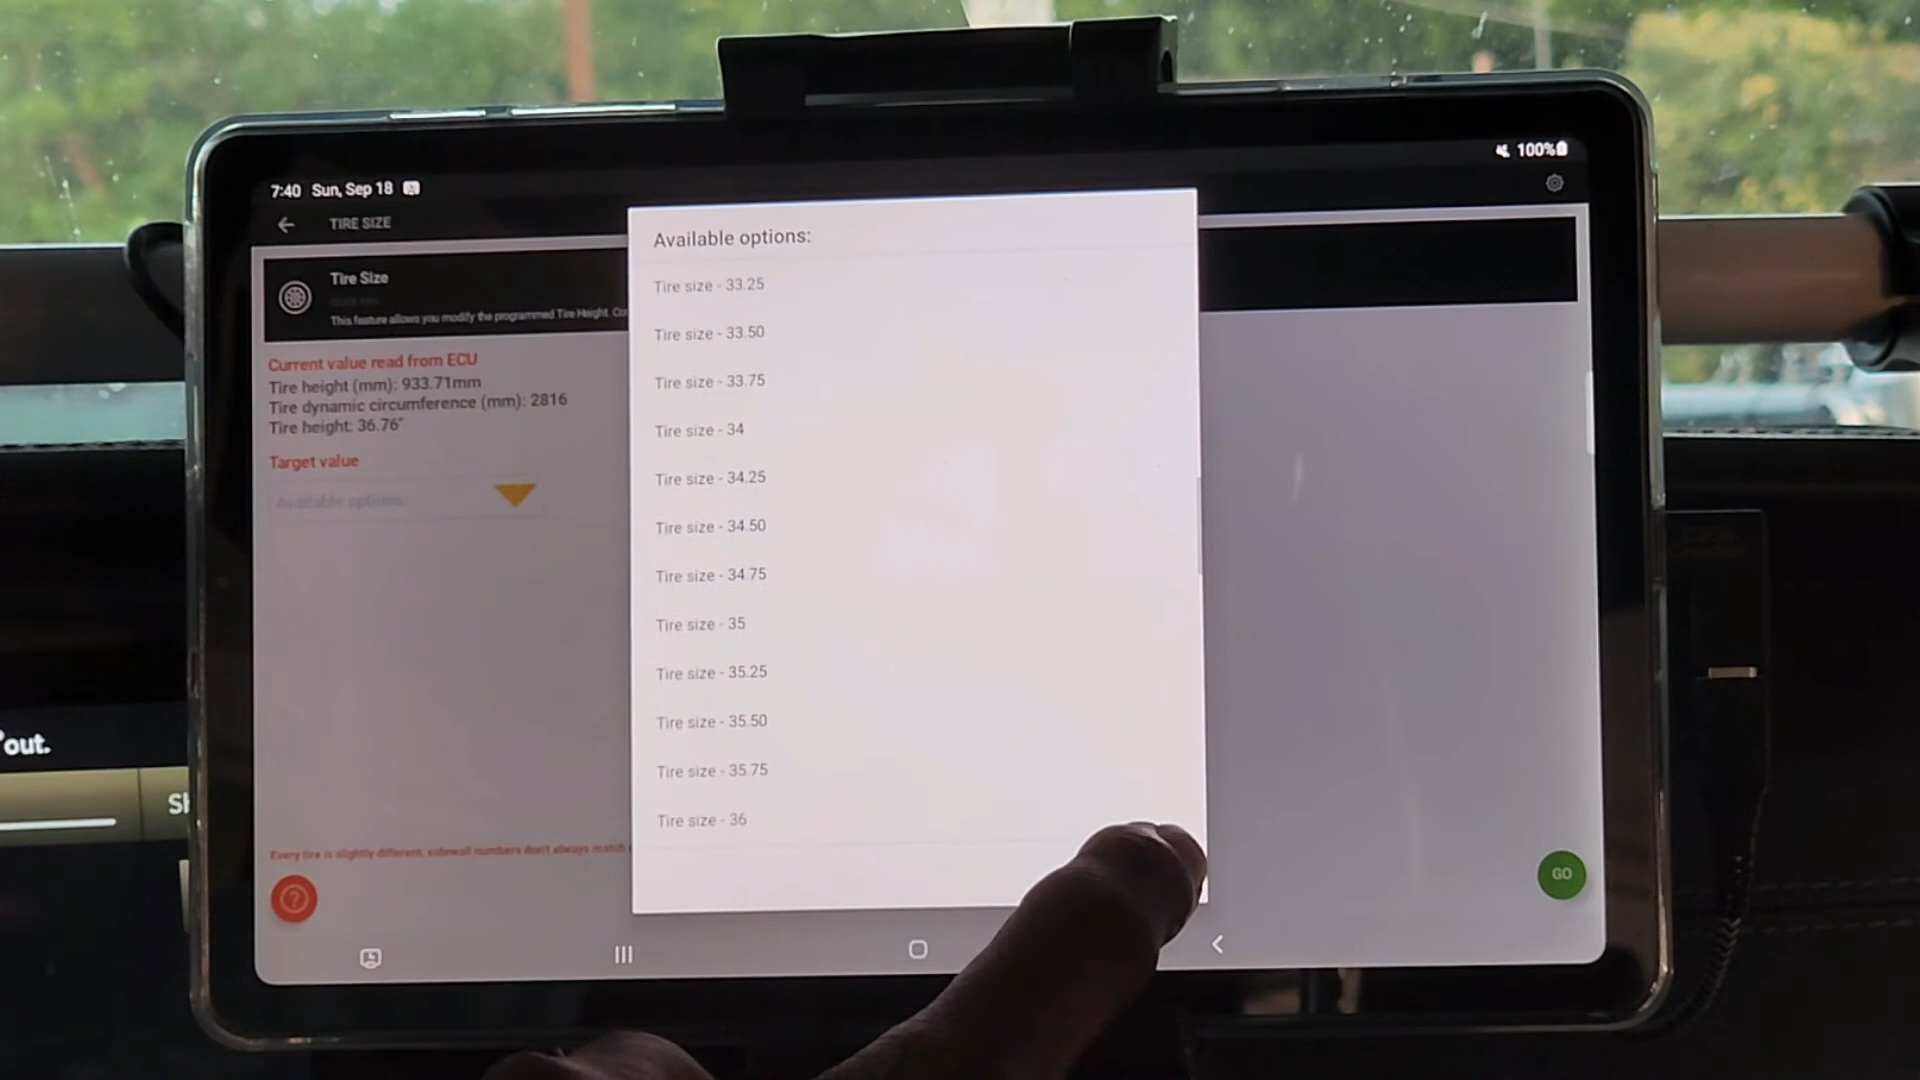 7:40 Sun, Sep 18
100%
TIRE SIZE
Tire Size
Quick info
This feature allows you modify the programmed Tire Height.
Current value read from ECU
Tire height (mm): 933.71mm
Tire dynamic circumference (mm): 2816
Tire height: 36.76"
Target value
Available options:
Available options:
Tire size - 33.25
Tire size - 33.50
Tire size - 33.75
Tire size - 34
Tire size - 34.25
Tire size - 34.50
Tire size - 34.75
Tire size - 35
Tire size - 35.25
Tire size - 35.50
Tire size - 35.75
Tire size - 36
Every tire is slightly different, sidewall numbers don't always match
GO
?
out.